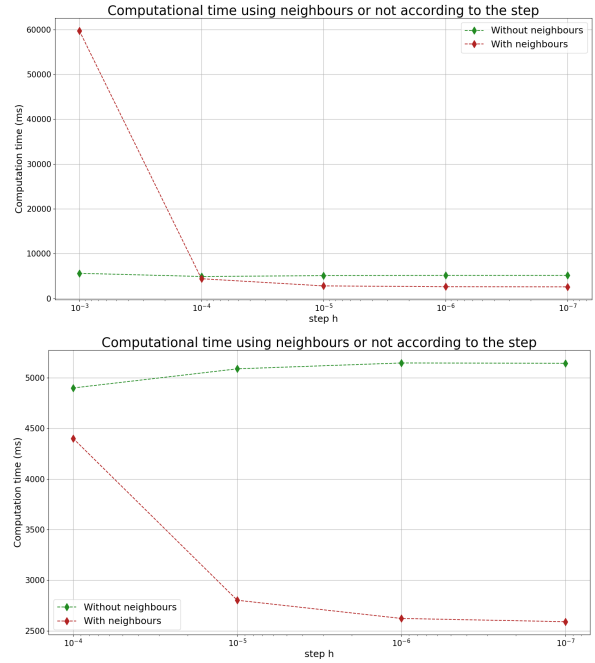 Computational time using neighbours or not according to the step
Without neighbours
With neighbours
Computation time (ms)
60000
50000
40000
30000
20000
10000
0
10⁻³
10⁻⁴
10⁻⁵
10⁻⁶
10⁻⁷
step h
Computational time using neighbours or not according to the step
Computation time (ms)
5000
4500
4000
3500
3000
2500
Without neighbours
With neighbours
10⁻⁴
10⁻⁵
10⁻⁶
10⁻⁷
step h